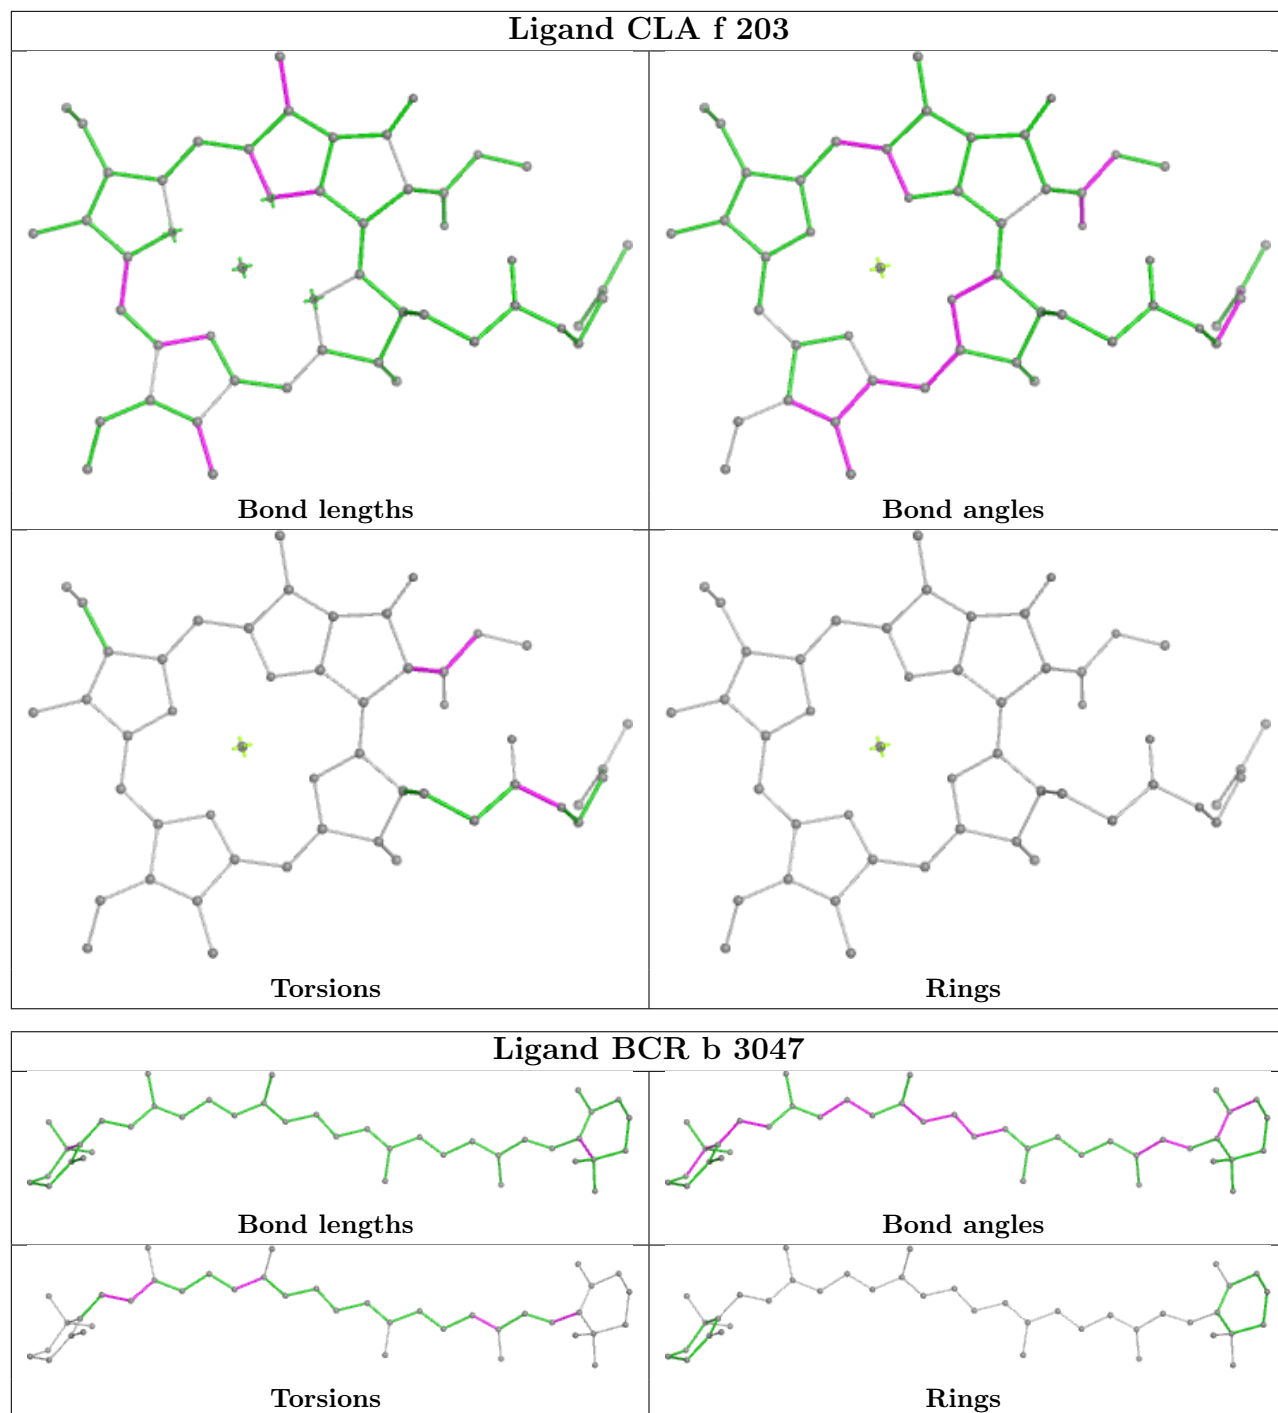 Ligand CLA f 203
Bond lengths
Bond angles
Torsions
Rings
Ligand BCR b 3047
Bond lengths
Bond angles
Torsions
Rings